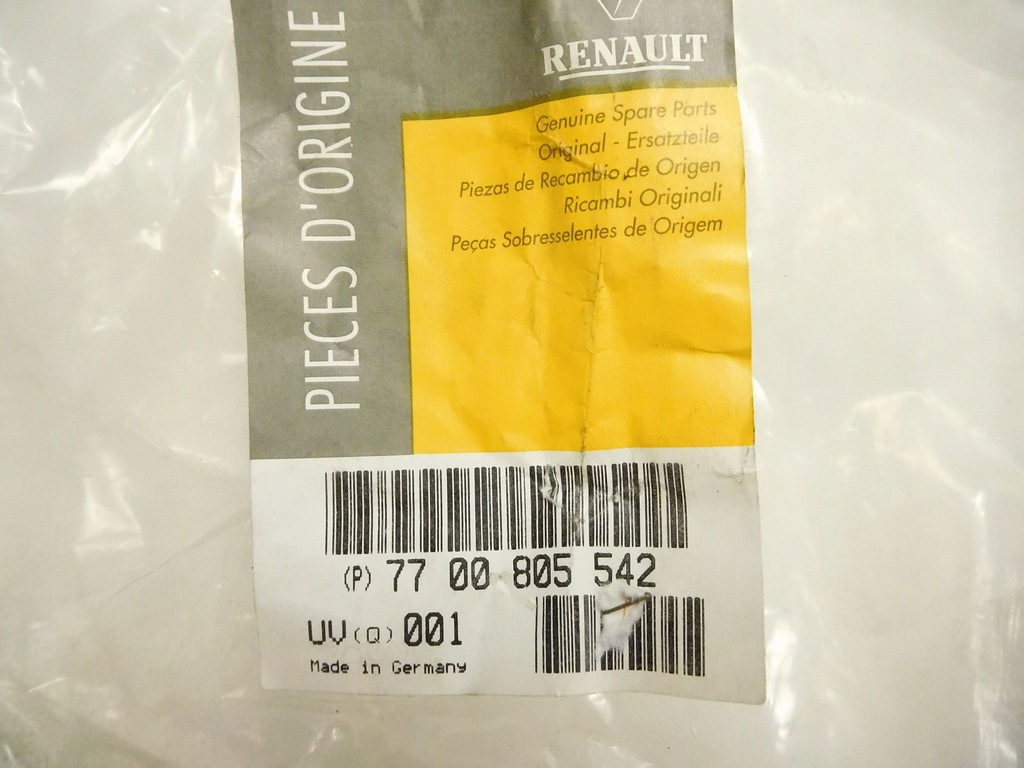 PIECES D'ORIGINE
RENAULT
Genuine Spare Parts
Original - Ersatzteile
Piezas de Recambio de Origen
Ricambi Originali
Peças Sobresselentes de Origem
(P) 77 00 805 542
UV (Q) 001
Made in Germany